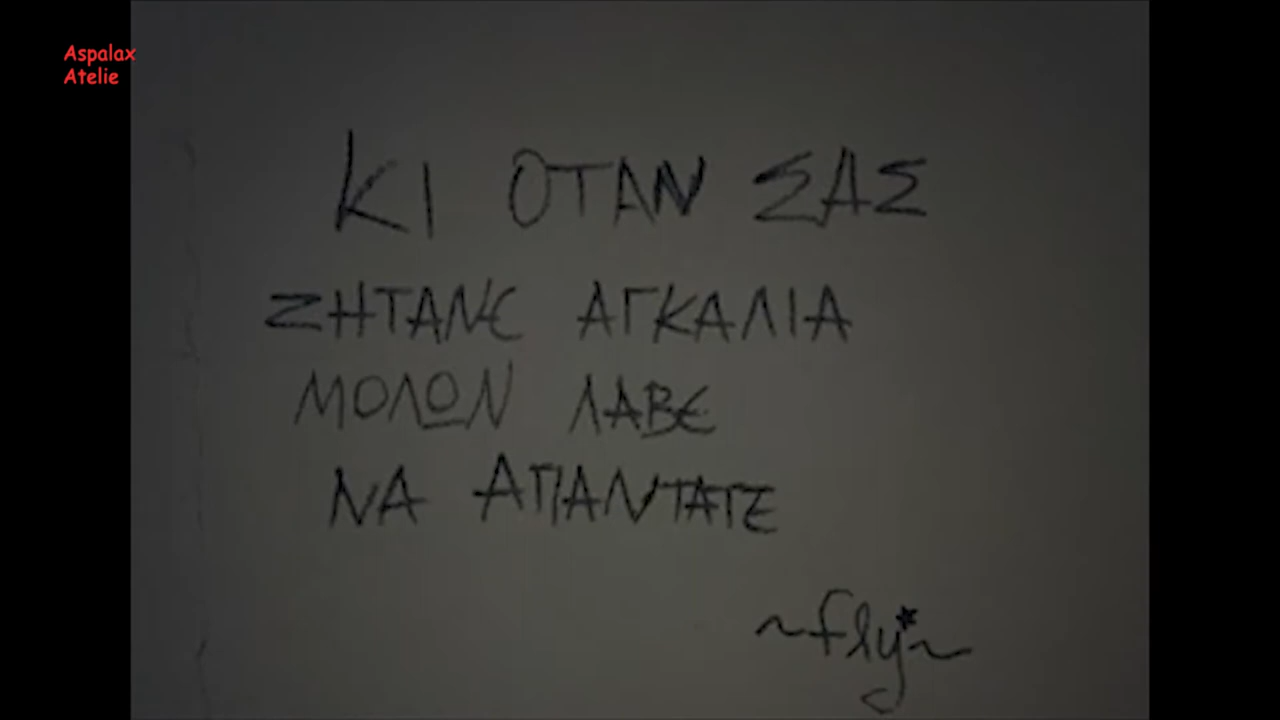 Aspalax
Atelie
ΚΙ ΟΤΑΝ ΣΑΣ
ΖΗΤΑΝΕ ΑΓΚΑΛΙΑ
ΜΟΛΩΝ ΛΑΒΕ
ΝΑ ΑΠΑΝΤΑΤΕ
~fly*~